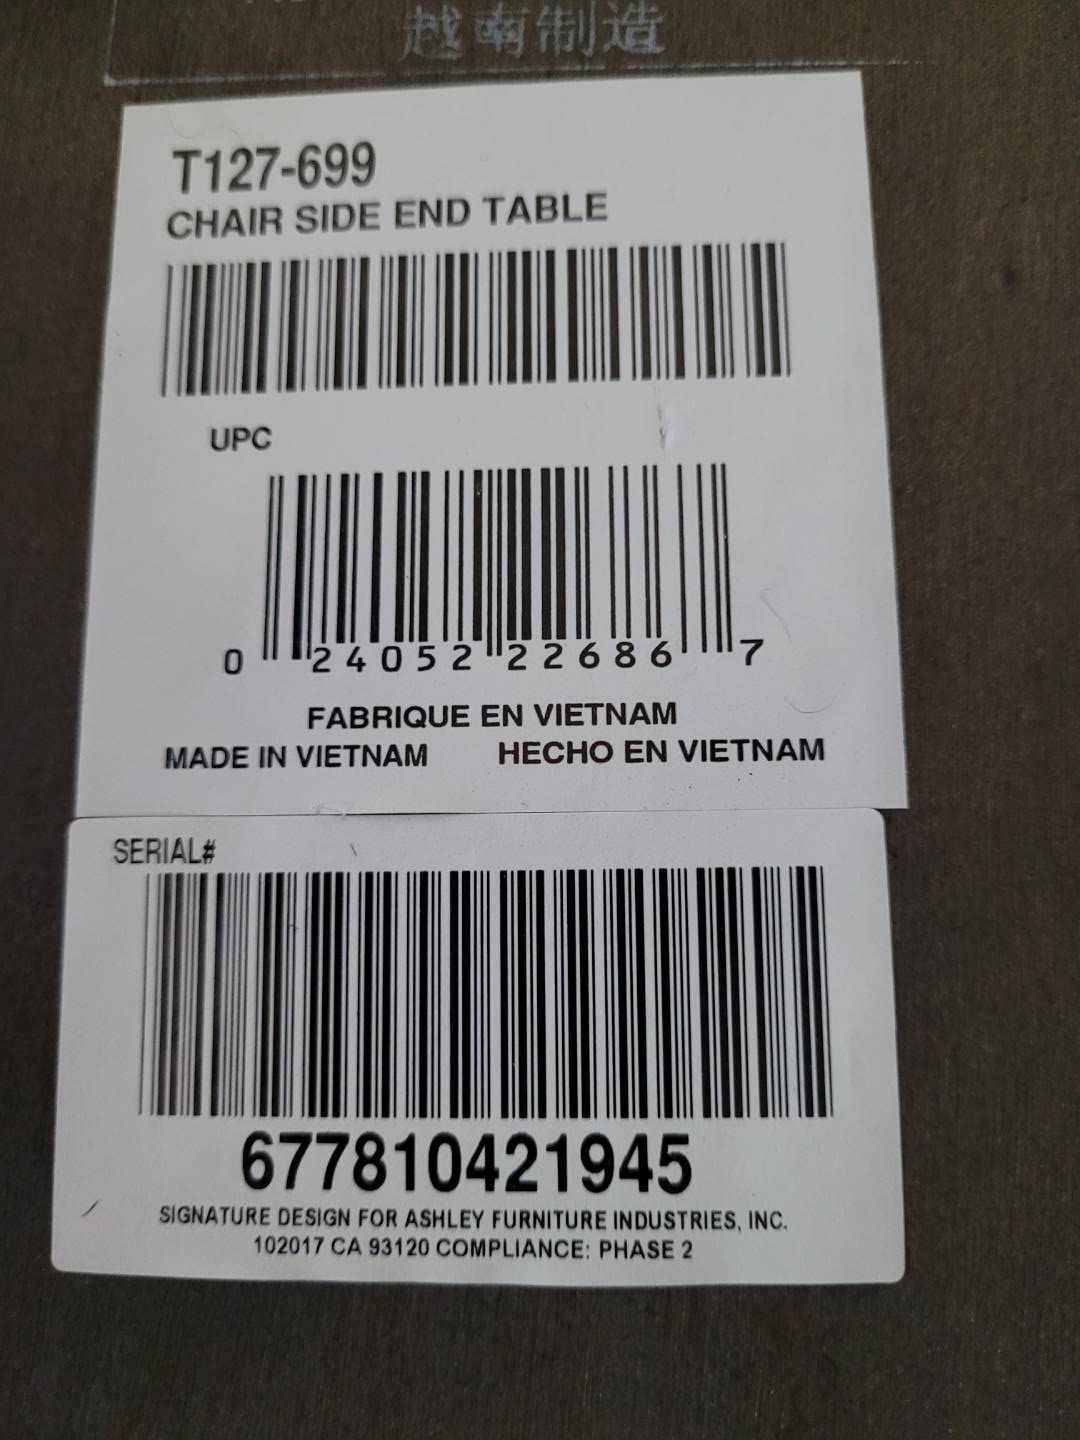 越南制造
T127-699
CHAIR SIDE END TABLE
UPC
0 24052 22686 7
FABRIQUE EN VIETNAM
MADE IN VIETNAM HECHO EN VIETNAM
SERIAL#
677810421945
SIGNATURE DESIGN FOR ASHLEY FURNITURE INDUSTRIES, INC.
102017 CA 93120 COMPLIANCE: PHASE 2